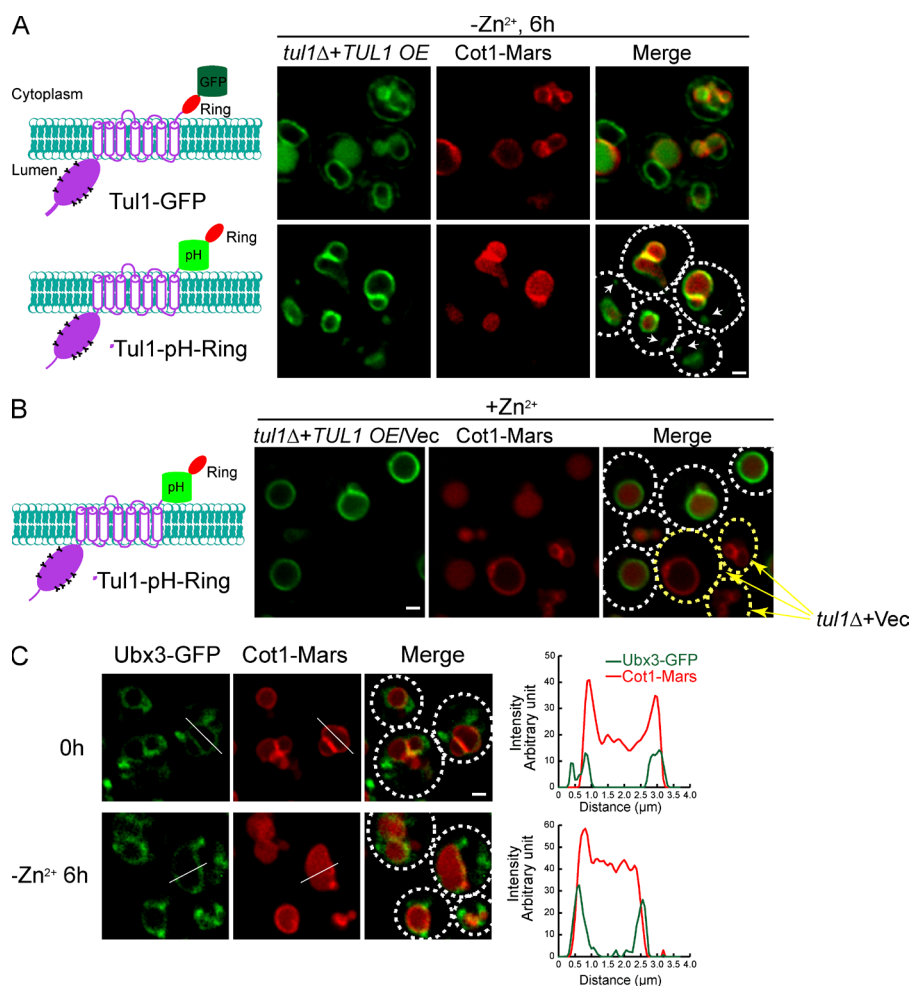 A
-Zn²⁺, 6h
tul1Δ+TUL1 OE Cot1-Mars Merge
GFP
Cytoplasm
Ring
Lumen
Tul1-GFP
Ring
pH
Tul1-pH-Ring
B
+Zn²⁺
tul1Δ+TUL1 OE/Vec Cot1-Mars Merge
Ring
pH
Tul1-pH-Ring
tul1Δ+Vec
C
Ubx3-GFP Cot1-Mars Merge
0h
-Zn²⁺ 6h
Ubx3-GFP
Cot1-Mars
Intensity
Arbitrary unit
50
40
30
20
10
0
0 0.5 1.0 1.5 2.0 2.5 3.0 3.5 4.0
Distance (μm)
Intensity
Arbitrary unit
60
50
40
30
20
10
0
0 0.5 1.0 1.5 2.0 2.5 3.0 3.5 4.0
Distance (μm)